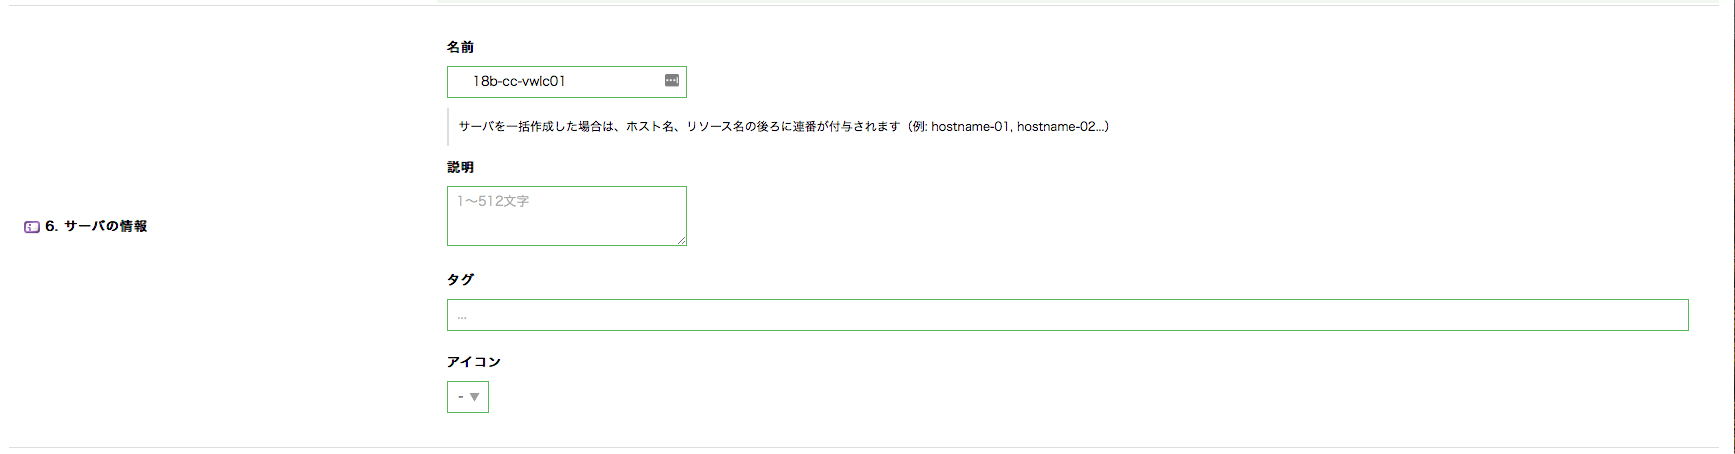 名前
18b-cc-vwlc01
サーバを一括作成した場合は、ホスト名、リソース名の後ろに連番が付与されます（例: hostname-01, hostname-02...）
説明
1〜512文字
6. サーバの情報
タグ
...
アイコン
-